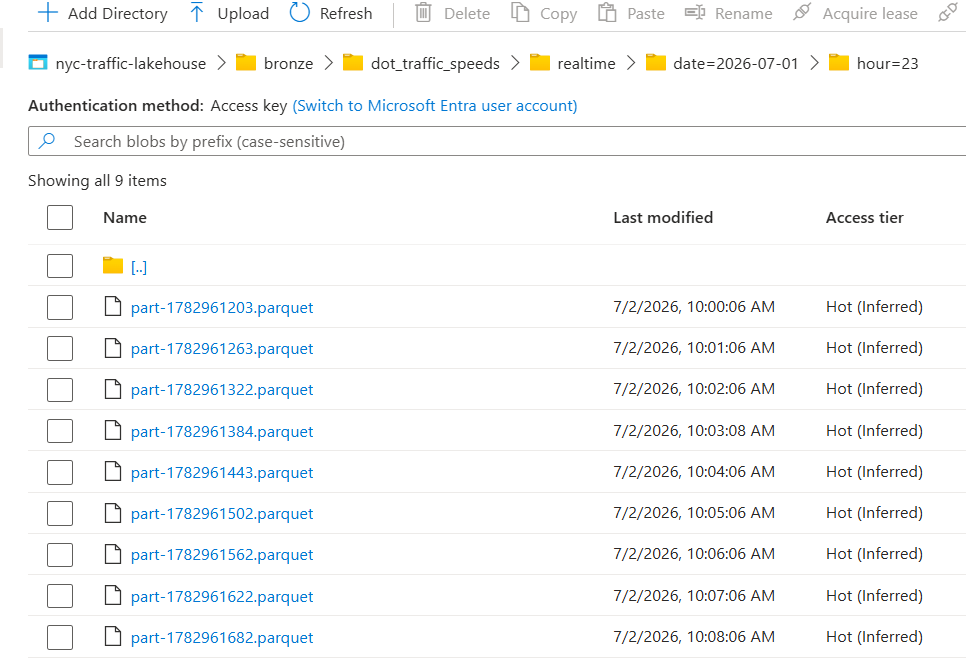 Add Directory Upload Refresh Delete Copy Paste Rename Acquire lease
nyc-traffic-lakehouse > bronze > dot_traffic_speeds > realtime > date=2026-07-01 > hour=23
Authentication method: Access key (Switch to Microsoft Entra user account)
Search blobs by prefix (case-sensitive)
Showing all 9 items
Name Last modified Access tier
[..]
part-1782961203.parquet 7/2/2026, 10:00:06 AM Hot (Inferred)
part-1782961263.parquet 7/2/2026, 10:01:06 AM Hot (Inferred)
part-1782961322.parquet 7/2/2026, 10:02:06 AM Hot (Inferred)
part-1782961384.parquet 7/2/2026, 10:03:08 AM Hot (Inferred)
part-1782961443.parquet 7/2/2026, 10:04:06 AM Hot (Inferred)
part-1782961502.parquet 7/2/2026, 10:05:06 AM Hot (Inferred)
part-1782961562.parquet 7/2/2026, 10:06:06 AM Hot (Inferred)
part-1782961622.parquet 7/2/2026, 10:07:06 AM Hot (Inferred)
part-1782961682.parquet 7/2/2026, 10:08:06 AM Hot (Inferred)